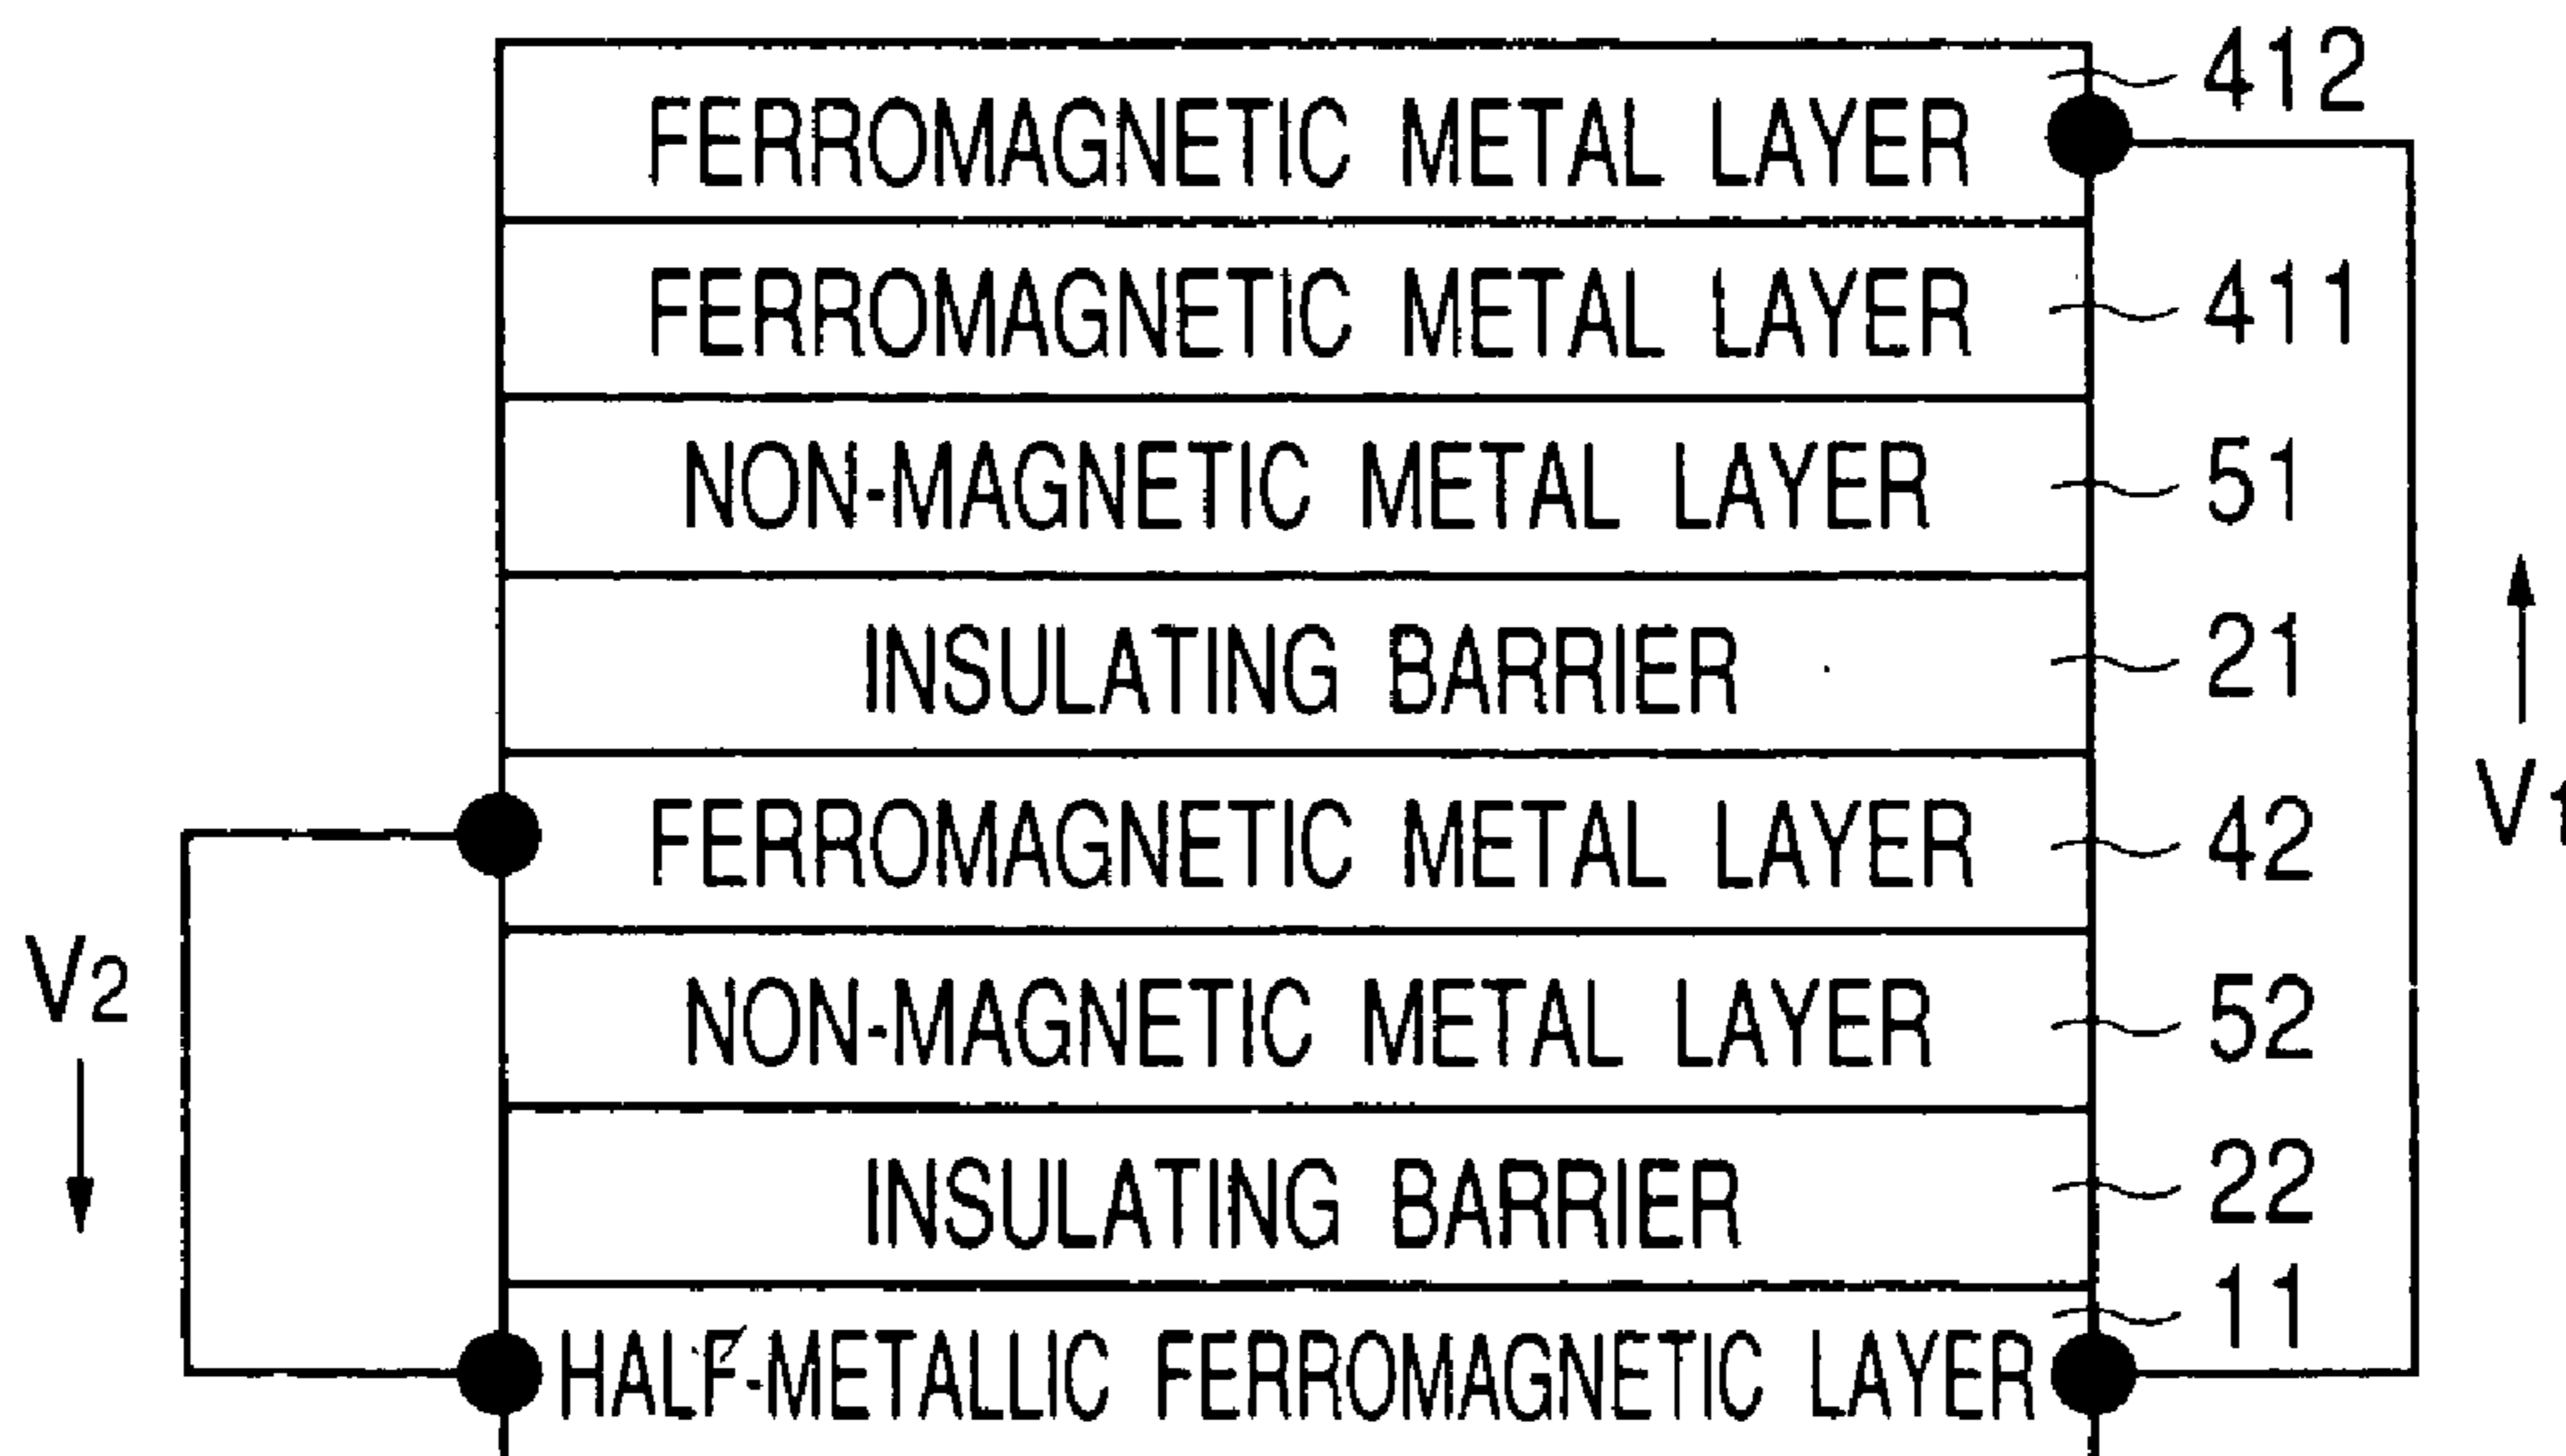 FERROMAGNETIC METAL LAYER 412
FERROMAGNETIC METAL LAYER 411
NON-MAGNETIC METAL LAYER 51
INSULATING BARRIER 21
V1
FERROMAGNETIC METAL LAYER 42
V2
NON-MAGNETIC METAL LAYER 52
INSULATING BARRIER 22
HALF-METALLIC FERROMAGNETIC LAYER 11